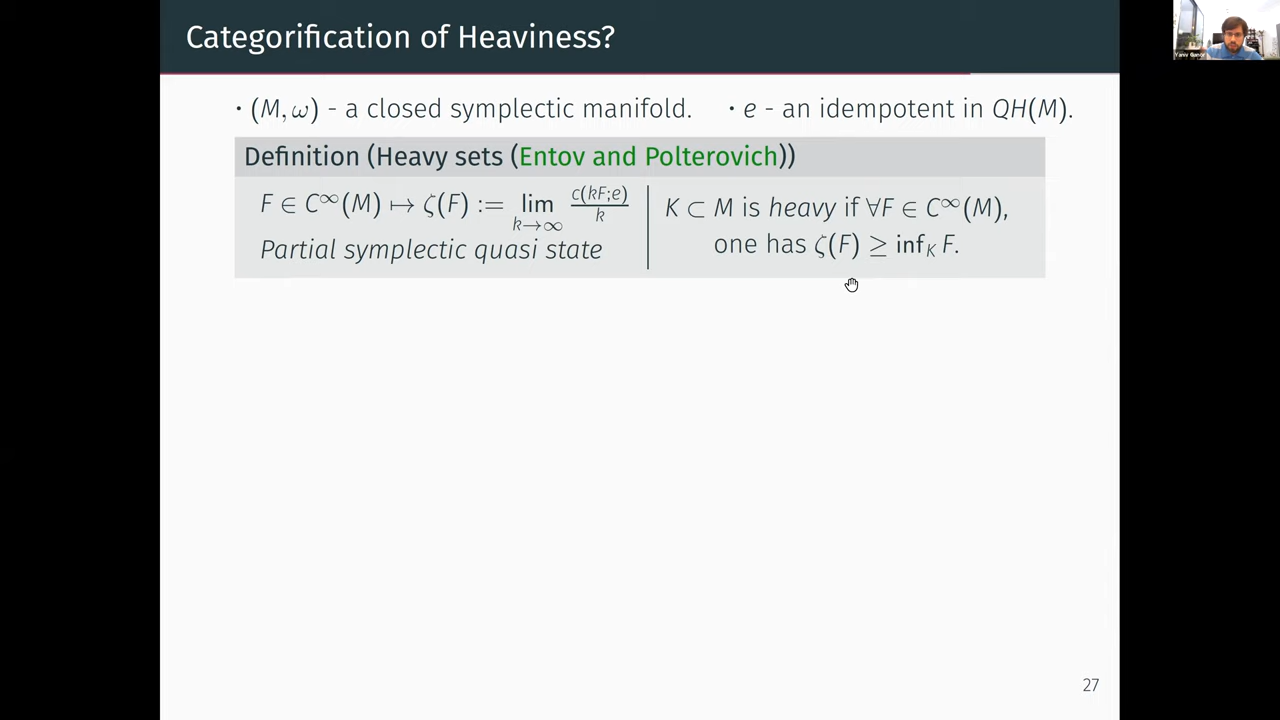 Categorification of Heaviness?
• (M, ω) - a closed symplectic manifold. • e - an idempotent in QH(M).
Definition (Heavy sets (Entov and Polterovich))
F ∈ C^∞(M) ↦ ζ(F) := lim_{k→∞} c(kF;e)/k
Partial symplectic quasi state
K ⊂ M is heavy if ∀F ∈ C^∞(M),
one has ζ(F) ≥ inf_K F.
27